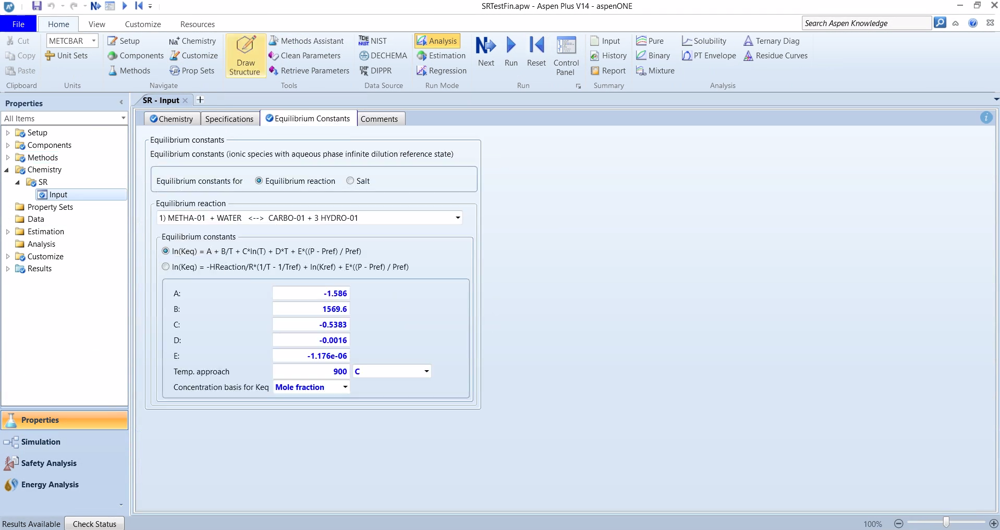 SRTestFin.apw - Aspen Plus V14 - aspenONE
File
Home
View
Customize
Resources
Search Aspen Knowledge
Cut
Copy
Paste
Clipboard
METCBAR
Unit Sets
Units
Setup
Components
Methods
Na+ Chemistry
Customize
Prop Sets
Navigate
Draw
Structure
Methods Assistant
Clean Parameters
Retrieve Parameters
Tools
TDE
NIST
NIST
DECHEMA
DIPPR
Data Source
Analysis
Estimation
Regression
Run Mode
Next
Run
Reset
Control
Panel
Run
Input
History
Report
Summary
Pure
Binary
Mixture
Solubility
PT Envelope
Ternary Diag
Residue Curves
Analysis
Properties
All Items
Setup
Components
Methods
Chemistry
SR
Input
Property Sets
Data
Estimation
Analysis
Customize
Results
Properties
Simulation
Safety Analysis
Energy Analysis
SR - Input
Chemistry
Specifications
Equilibrium Constants
Comments
Equilibrium constants
Equilibrium constants (ionic species with aqueous phase infinite dilution reference state)
Equilibrium constants for Equilibrium reaction Salt
Equilibrium reaction
1) METHA-01 + WATER <--> CARBO-01 + 3 HYDRO-01
Equilibrium constants
ln(Keq) = A + B/T + C*ln(T) + D*T + E*((P - Pref) / Pref)
ln(Keq) = -HReaction/R*(1/T - 1/Tref) + ln(Kref) + E*((P - Pref) / Pref)
A: -1.586
B: 1569.6
C: -0.5383
D: -0.0016
E: -1.176e-06
Temp. approach 900 C
Concentration basis for Keq Mole fraction
Results Available
Check Status
100%